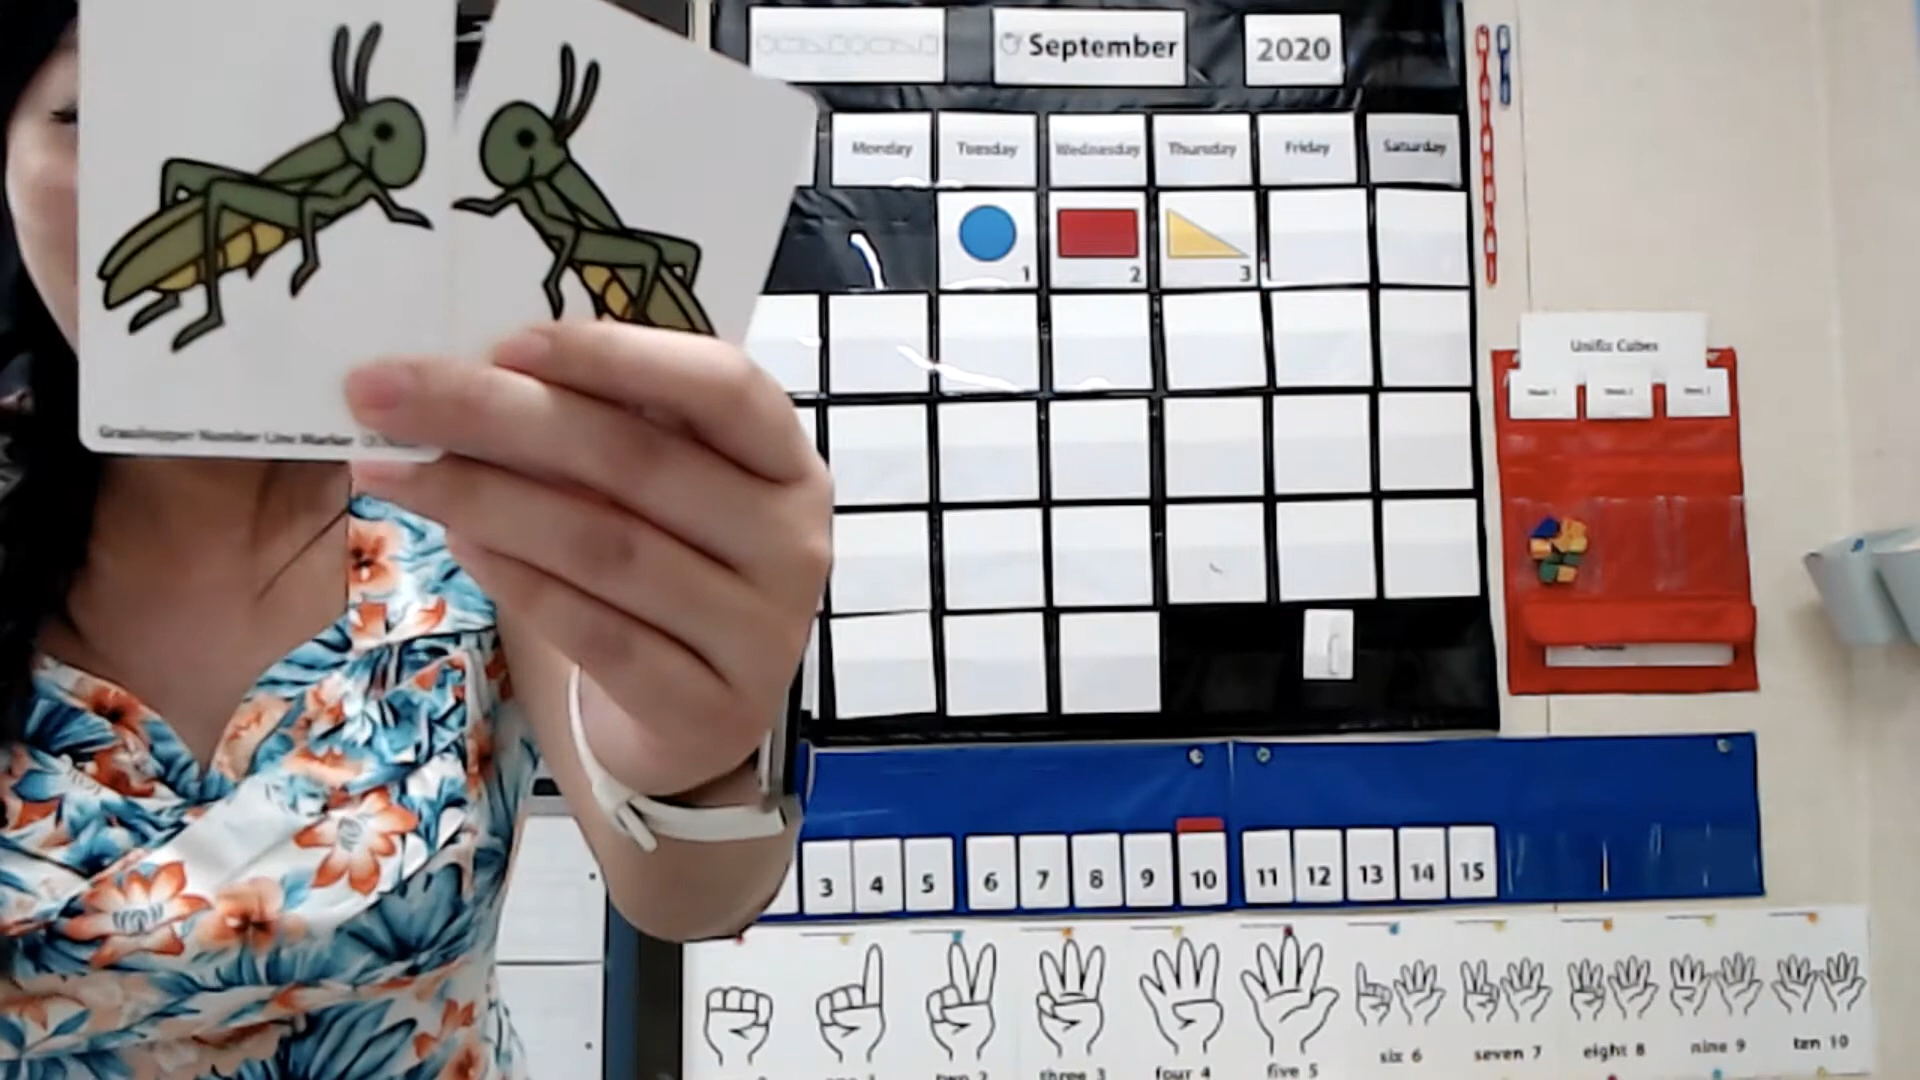 September
2020
Monday
Tuesday
Wednesday
Thursday
Friday
Saturday
1
2
3
Unifix Cubes
Grasshopper Number Line Marker
3
4
5
6
7
8
9
10
11
12
13
14
15
two 2
three 3
four 4
five 5
six 6
seven 7
eight 8
nine 9
ten 10